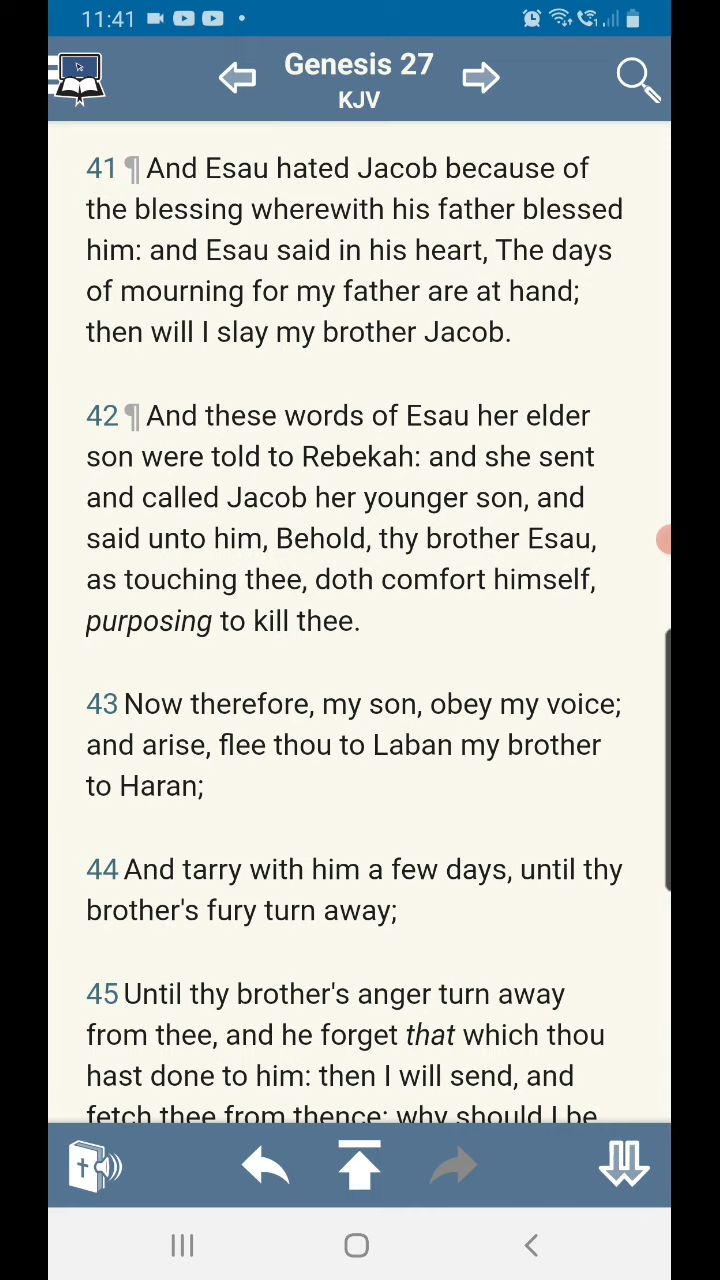 11:41
Genesis 27
KJV
41 ¶ And Esau hated Jacob because of
the blessing wherewith his father blessed
him: and Esau said in his heart, The days
of mourning for my father are at hand;
then will I slay my brother Jacob.
42 ¶ And these words of Esau her elder
son were told to Rebekah: and she sent
and called Jacob her younger son, and
said unto him, Behold, thy brother Esau,
as touching thee, doth comfort himself,
purposing to kill thee.
43 Now therefore, my son, obey my voice;
and arise, flee thou to Laban my brother
to Haran;
44 And tarry with him a few days, until thy
brother's fury turn away;
45 Until thy brother's anger turn away
from thee, and he forget that which thou
hast done to him: then I will send, and
fetch thee from thence: why should I be